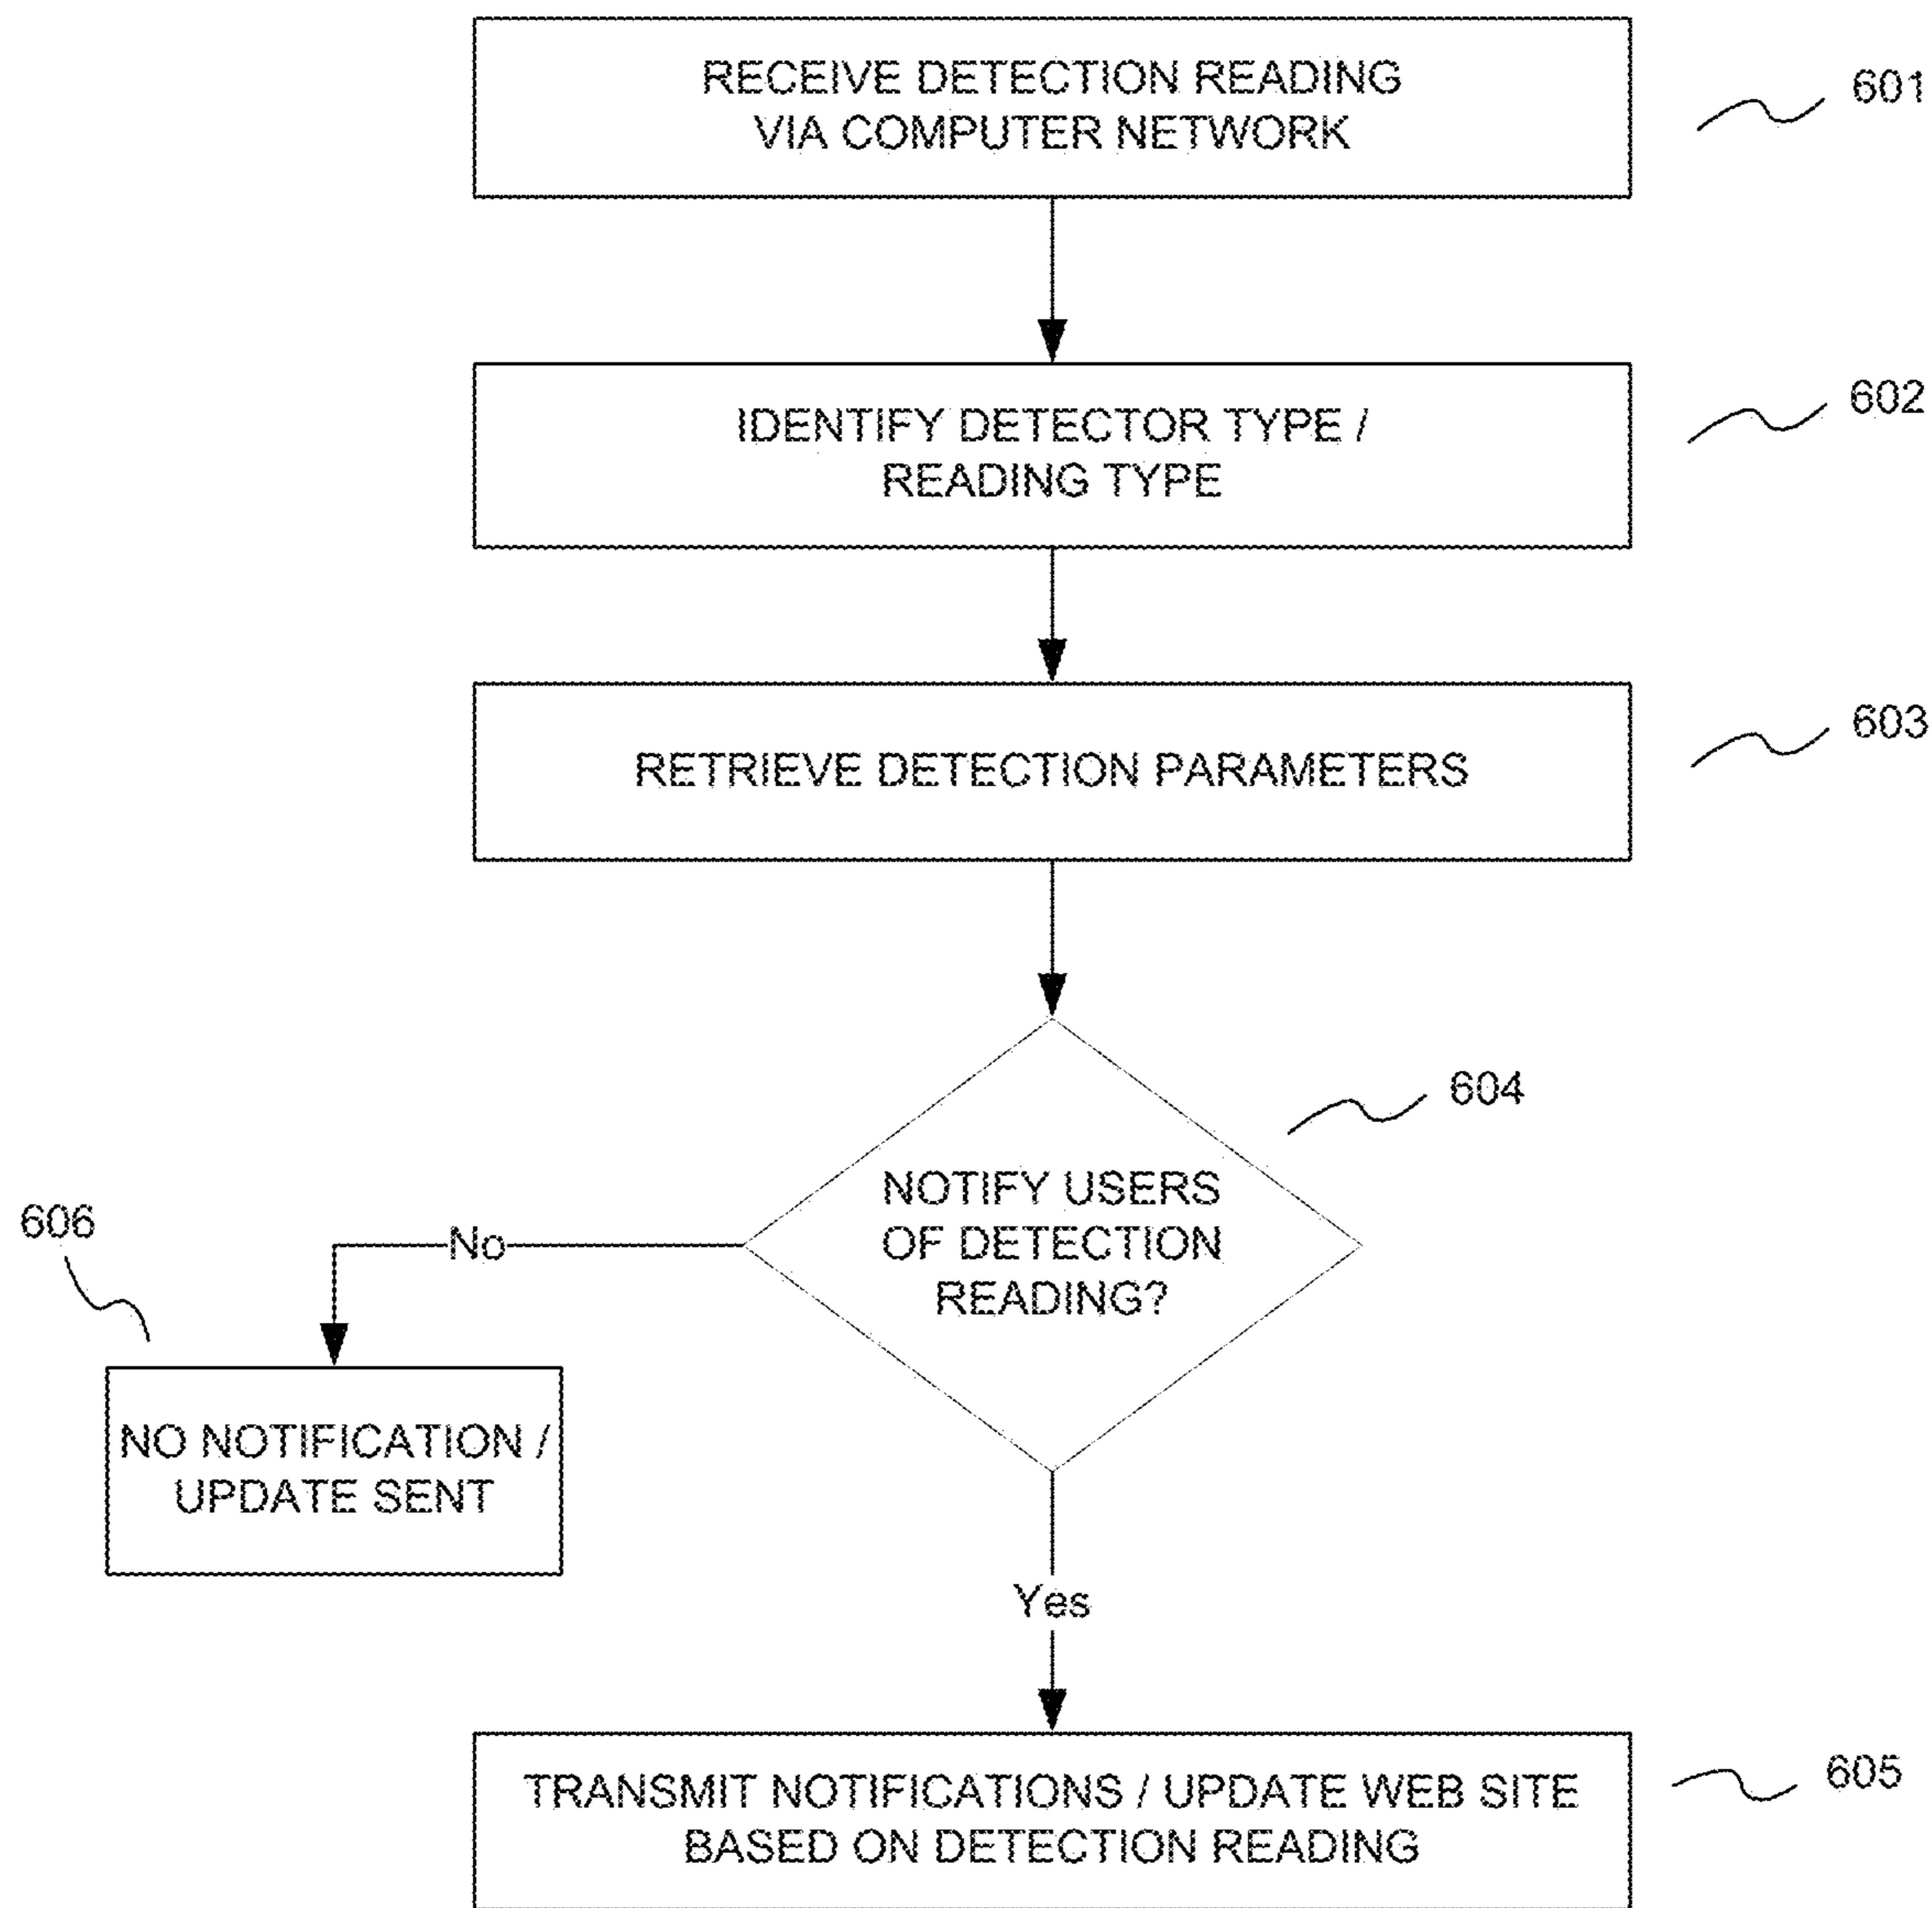 RECEIVE DETECTION READING
VIA COMPUTER NETWORK
601
IDENTIFY DETECTOR TYPE /
READING TYPE
602
RETRIEVE DETECTION PARAMETERS
603
NOTIFY USERS
OF DETECTION
READING?
604
No
606
NO NOTIFICATION /
UPDATE SENT
Yes
TRANSMIT NOTIFICATIONS / UPDATE WEB SITE
BASED ON DETECTION READING
605